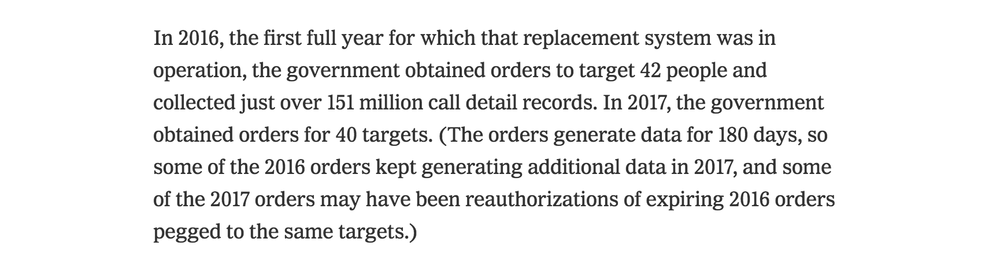 In 2016, the first full year for which that replacement system was in
operation, the government obtained orders to target 42 people and
collected just over 151 million call detail records. In 2017, the government
obtained orders for 40 targets. (The orders generate data for 180 days, so
some of the 2016 orders kept generating additional data in 2017, and some
of the 2017 orders may have been reauthorizations of expiring 2016 orders
pegged to the same targets.)